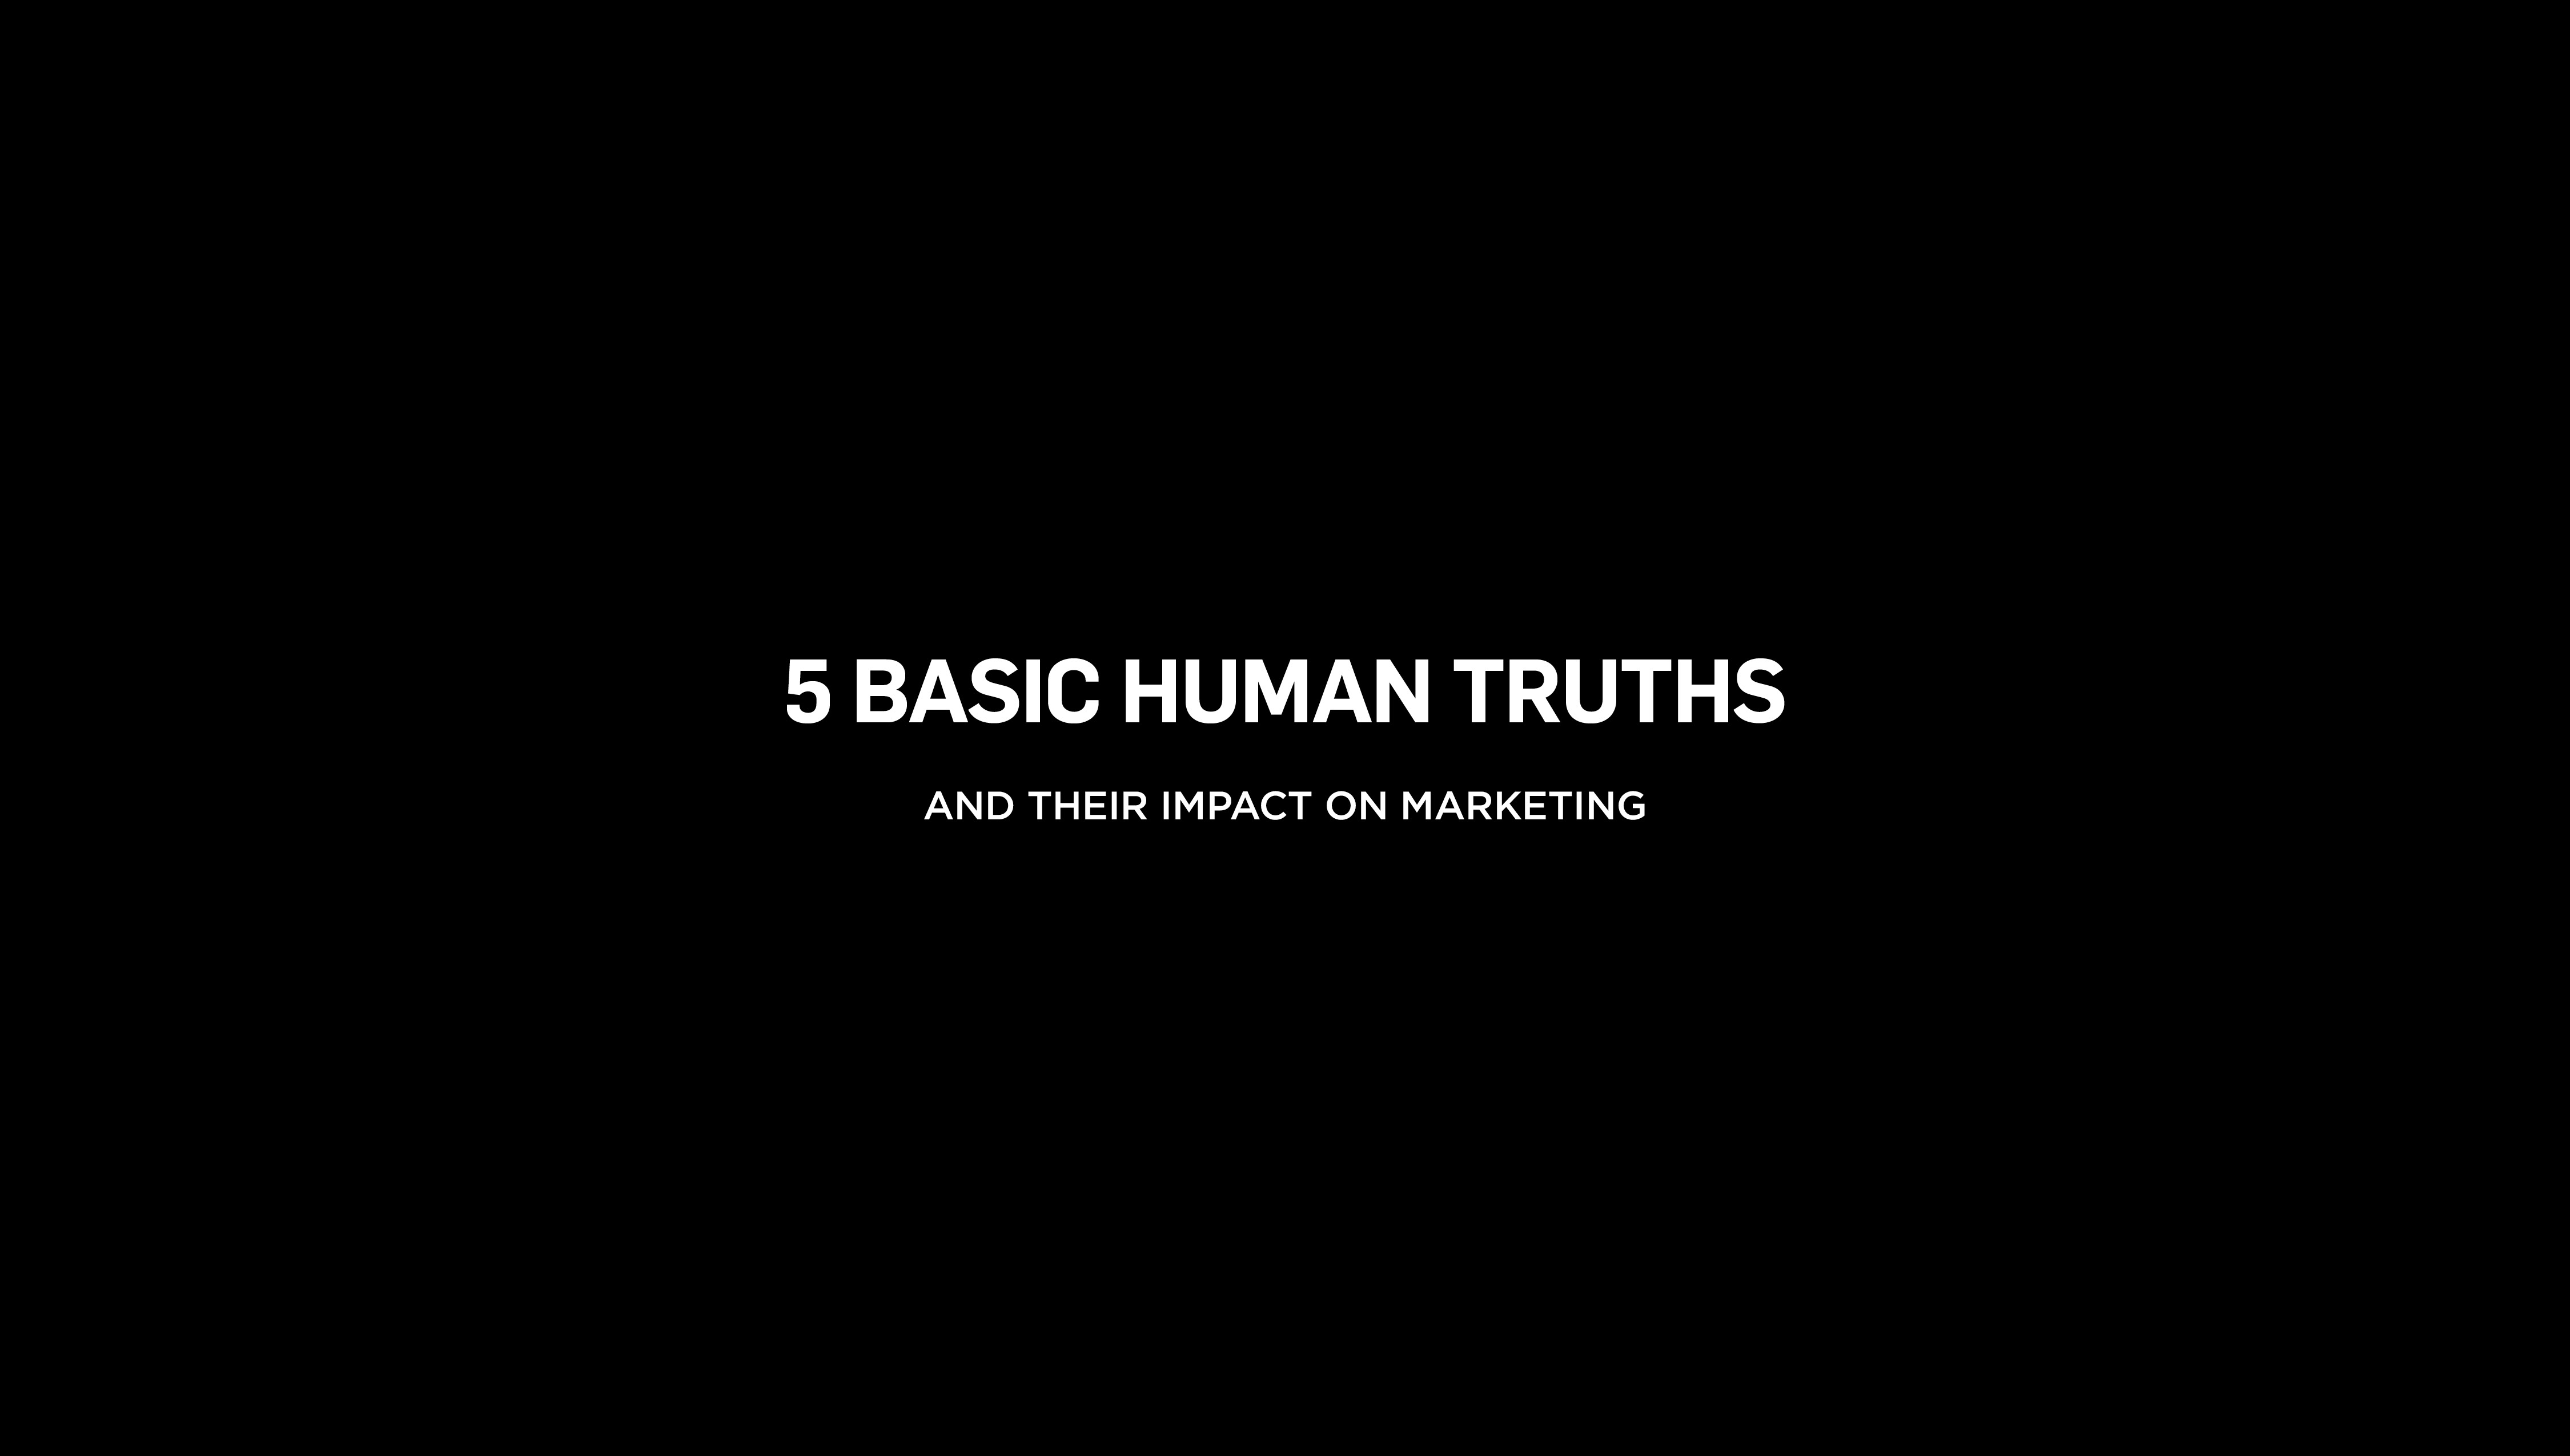 5 BASIC HUMAN TRUTHS
AND THEIR IMPACT ON MARKETING